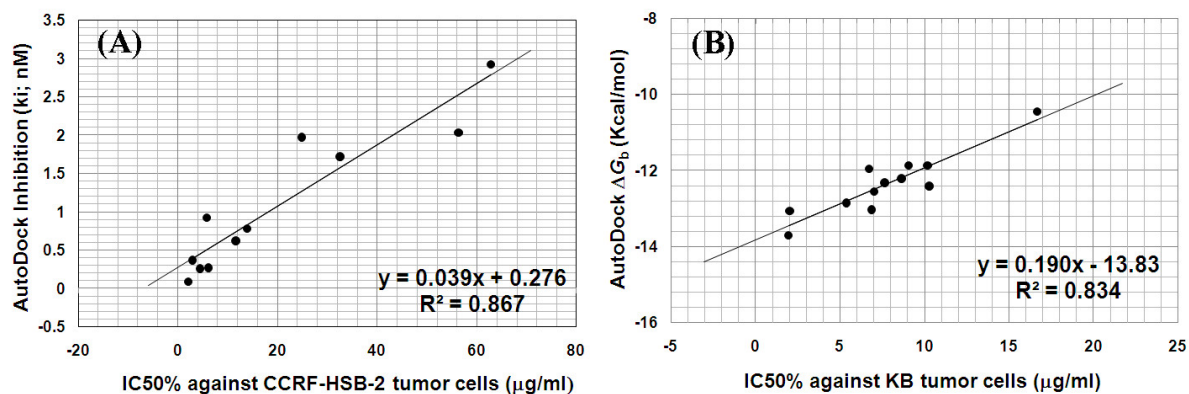 (A)
AutoDock Inhibition (ki; nM)
3.5
3
2.5
2
1.5
1
0.5
0
-0.5
-20
0
20
40
60
80
y = 0.039x + 0.276
R² = 0.867
IC50% against CCRF-HSB-2 tumor cells (µg/ml)
(B)
AutoDock ΔGb (Kcal/mol)
-8
-10
-12
-14
-16
-5
0
5
10
15
20
25
y = 0.190x - 13.83
R² = 0.834
IC50% against KB tumor cells (µg/ml)